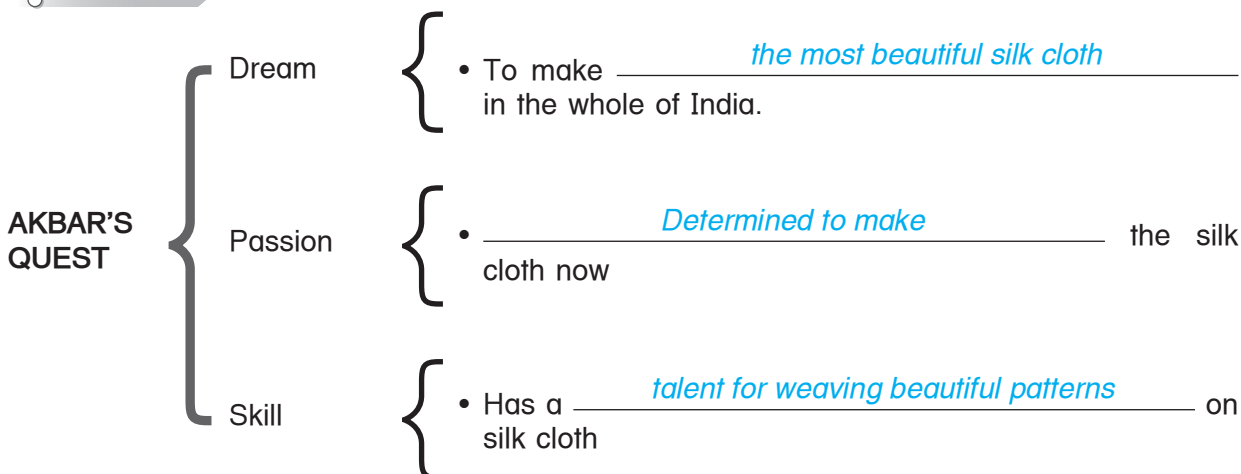 Dream
• To make the most beautiful silk cloth
in the whole of India.
AKBAR'S
QUEST
Passion
• Determined to make the silk
cloth now
Skill
• Has a talent for weaving beautiful patterns on
silk cloth